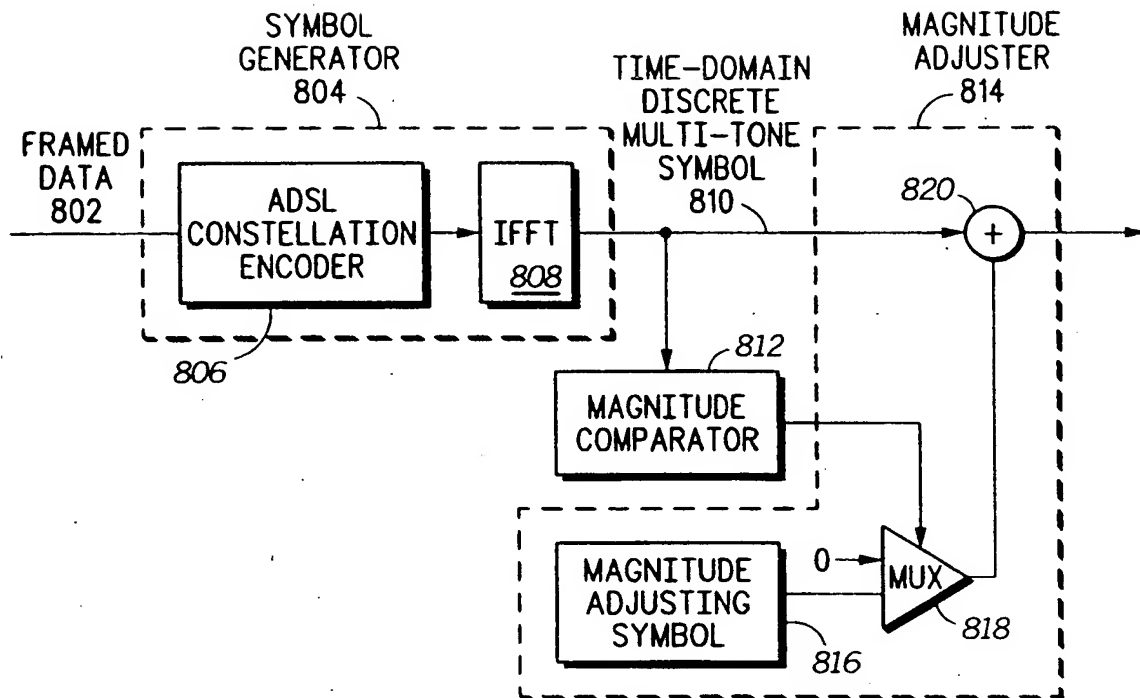 SYMBOL
GENERATOR
804
MAGNITUDE
ADJUSTER
814
TIME-DOMAIN
DISCRETE
MULTI-TONE
SYMBOL
810
FRAMED
DATA
802
ADSL
CONSTELLATION
ENCODER
806
IFFT
808
820
+
812
MAGNITUDE
COMPARATOR
0
MUX
818
MAGNITUDE
ADJUSTING
SYMBOL
816